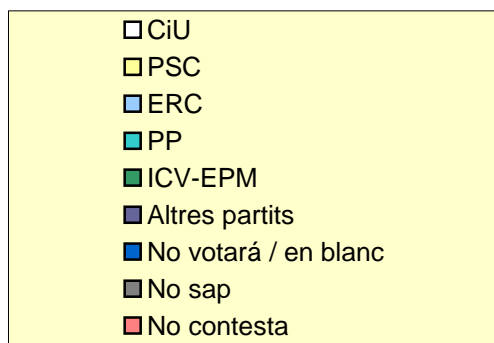 CiU
PSC
ERC
PP
ICV-EPM
Altres partits
No votará / en blanc
No sap
No contesta